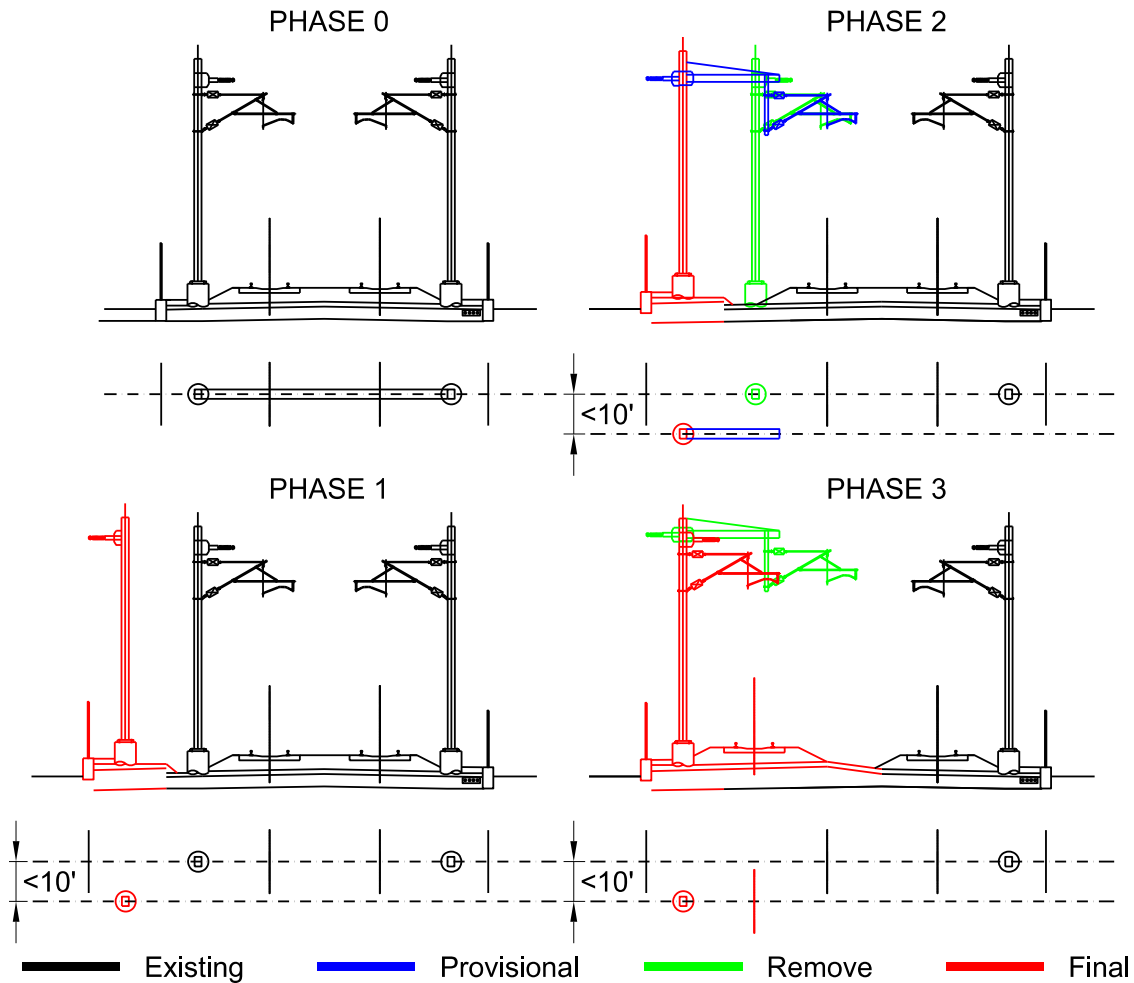 PHASE 0
PHASE 2
<10'
PHASE 1
PHASE 3
<10'
<10'
Existing
Provisional
Remove
Final